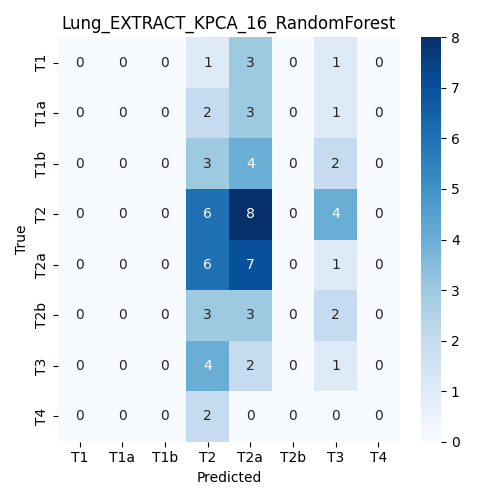 Lung_EXTRACT_KPCA_16_RandomForest
T1 0 0 0 1 3 0 1 0
T1a 0 0 0 2 3 0 1 0
T1b 0 0 0 3 4 0 2 0
T2 0 0 0 6 8 0 4 0
T2a 0 0 0 6 7 0 1 0
T2b 0 0 0 3 3 0 2 0
T3 0 0 0 4 2 0 1 0
T4 0 0 0 2 0 0 0 0
T1 T1a T1b T2 T2a T2b T3 T4
Predicted
True
8
7
6
5
4
3
2
1
0